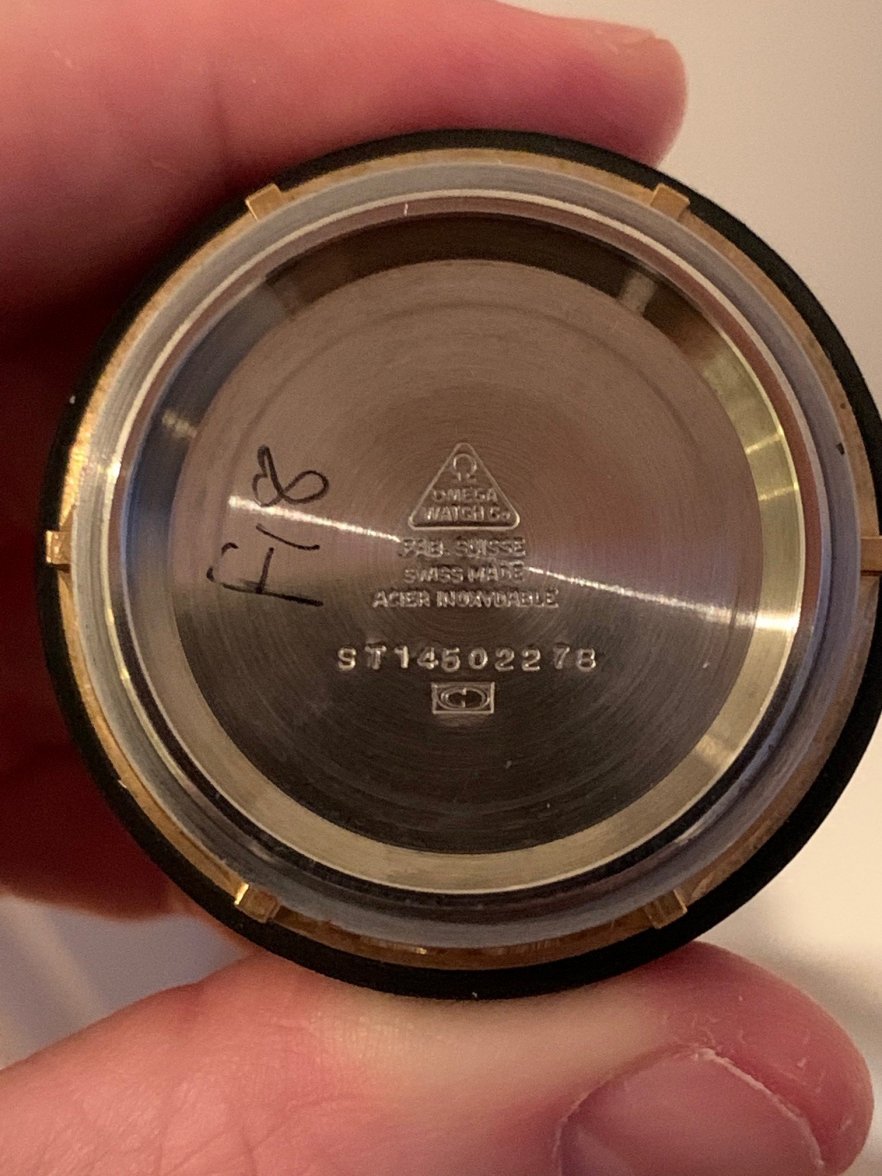 F18
Ω
OMEGA
WATCH Co
FAB. SUISSE
SWISS MADE
ACIER INOXYDABLE
ST14502278